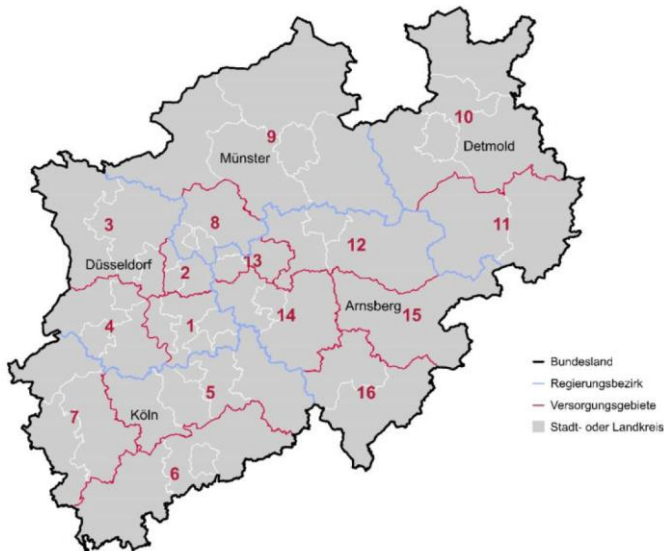 10
9
Münster
Detmold
3
8
11
12
Düsseldorf
2
13
Arnsberg
4
1
14
15
Bundesland
Regierungsbezirk
5
16
Versorgungsgebiete
7
Köln
Stadt- oder Landkreis
6